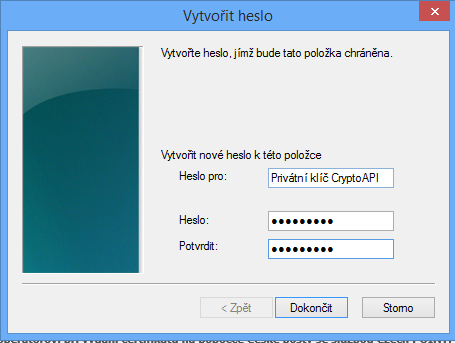 Vytvořit heslo
Vytvořte heslo, jímž bude tato položka chráněna.
Vytvořit nové heslo k této položce
Heslo pro:
Privátní klíč CryptoAPI
Heslo:
●●●●●●●●●
Potvrdit:
●●●●●●●●●
< Zpět
Dokončit
Storno